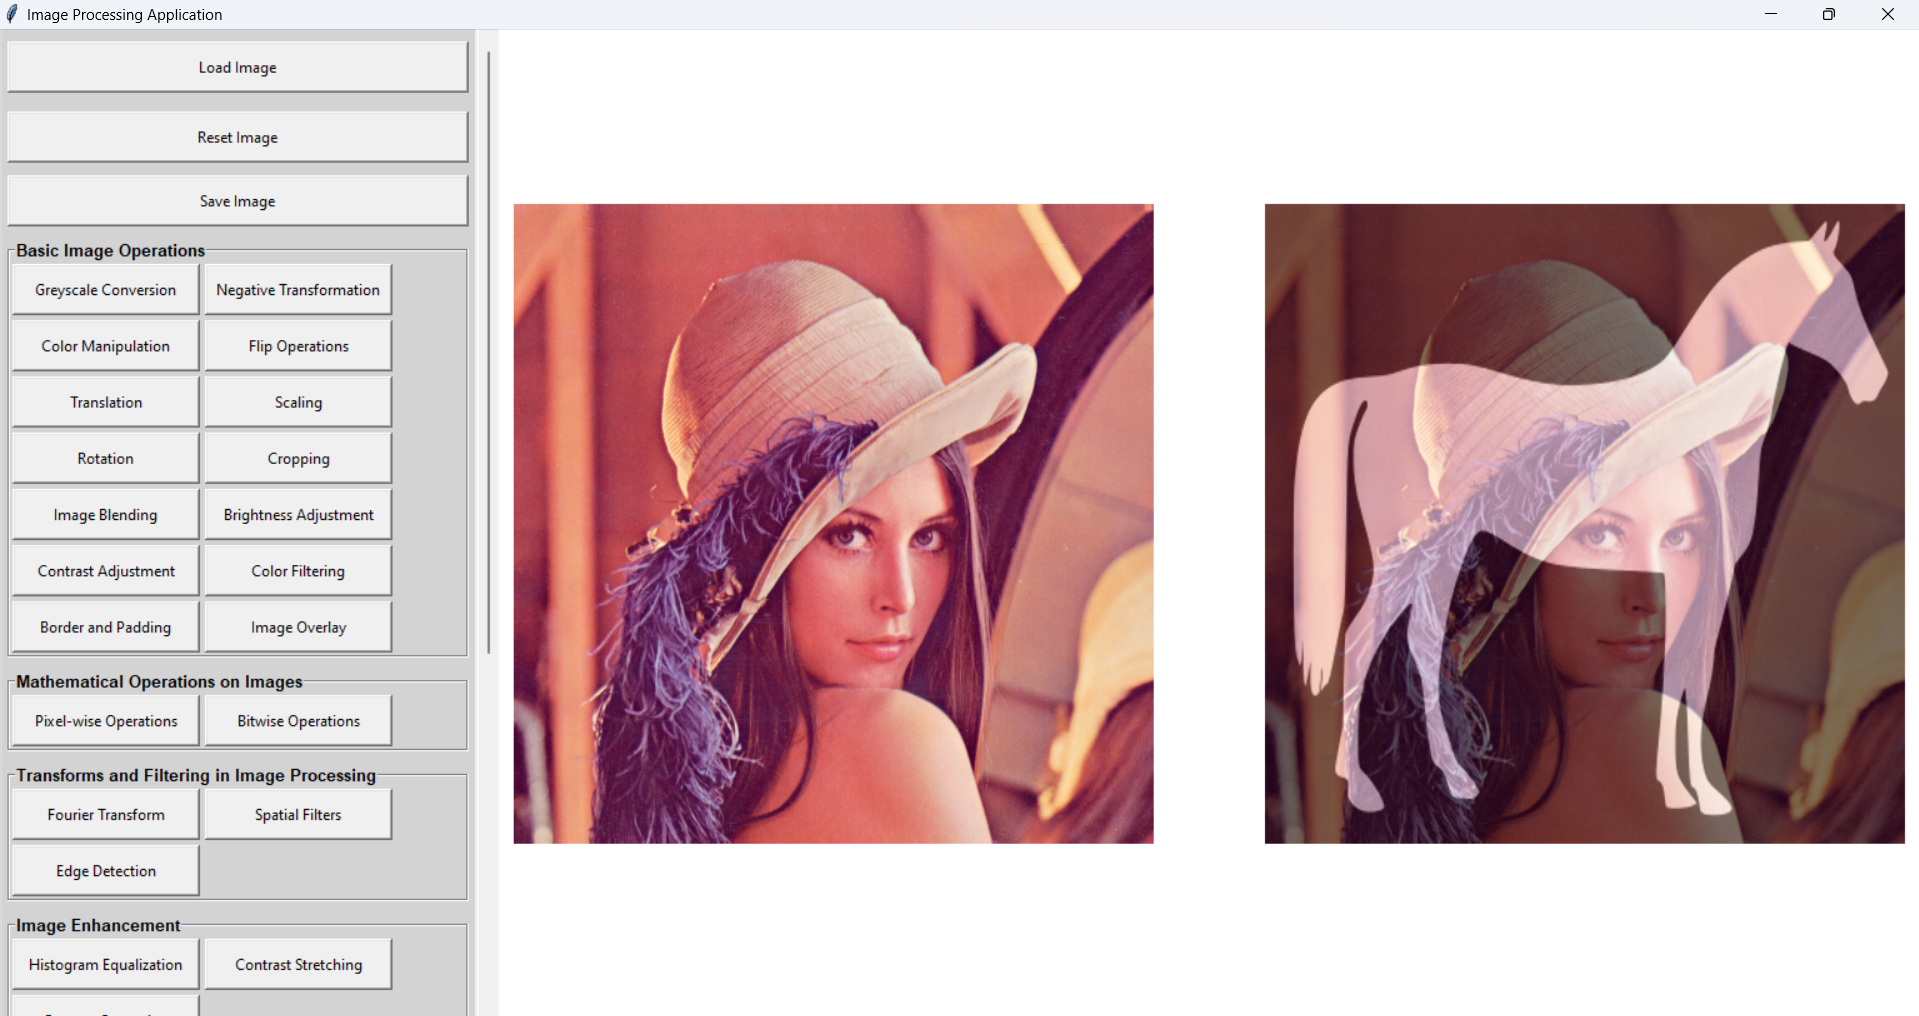 Image Processing Application
Load Image
Reset Image
Save Image
Basic Image Operations
Greyscale Conversion Negative Transformation
Color Manipulation Flip Operations
Translation Scaling
Rotation Cropping
Image Blending Brightness Adjustment
Contrast Adjustment Color Filtering
Border and Padding Image Overlay
Mathematical Operations on Images
Pixel-wise Operations Bitwise Operations
Transforms and Filtering in Image Processing
Fourier Transform Spatial Filters
Edge Detection
Image Enhancement
Histogram Equalization Contrast Stretching